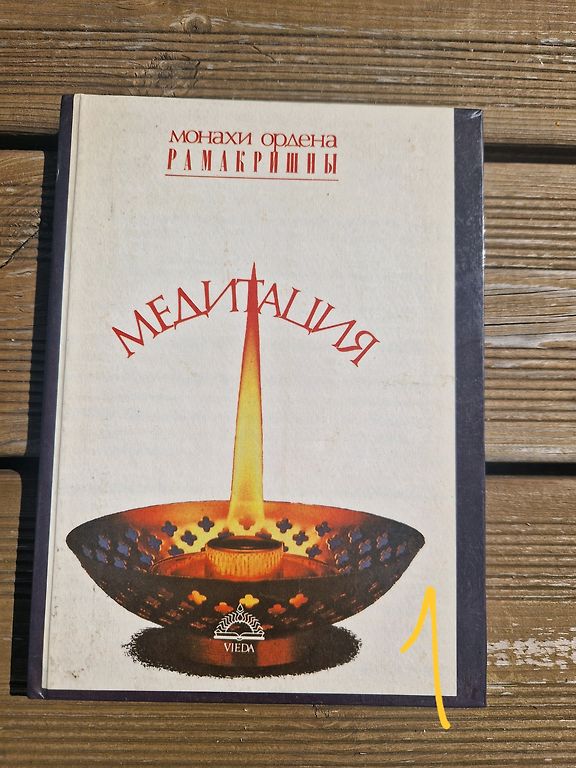 монахи ордена
РАМАКРИШНЫ
МЕДИТАЦИЯ
VIEDA
1